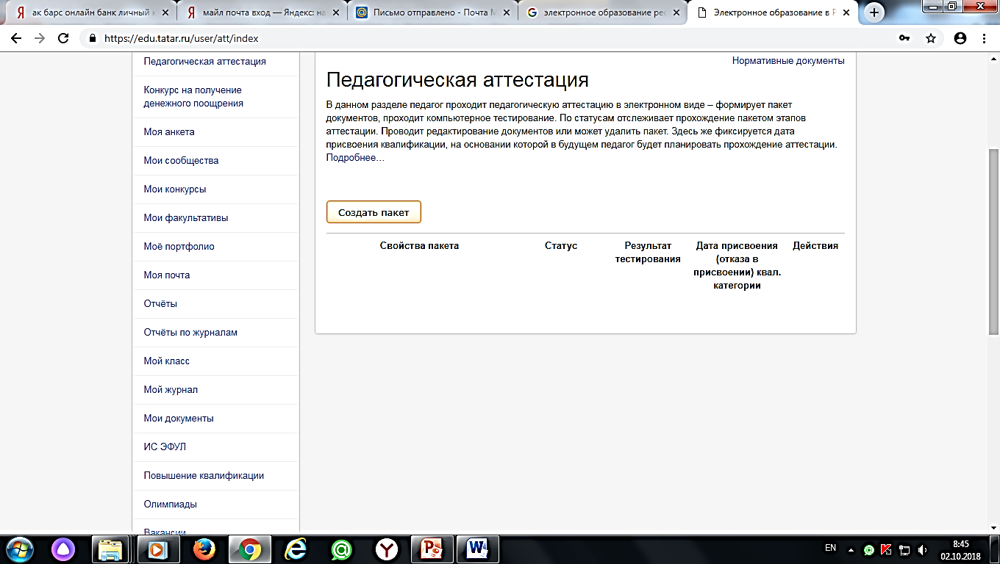 ак барс онлайн банк личный
майл почта вход — Яндекс: на
Письмо отправлено - Почта М
электронное образование рес
Электронное образование в Р
https://edu.tatar.ru/user/att/index
Педагогическая аттестация
Конкурс на получение
денежного поощрения
Моя анкета
Мои сообщества
Мои конкурсы
Мои факультативы
Моё портфолио
Моя почта
Отчёты
Отчёты по журналам
Мой класс
Мой журнал
Мои документы
ИС ЭФУЛ
Повышение квалификации
Олимпиады
Вакансии
Нормативные документы
Педагогическая аттестация
В данном разделе педагог проходит педагогическую аттестацию в электронном виде – формирует пакет
документов, проходит компьютерное тестирование. По статусам отслеживает прохождение пакетом этапов
аттестации. Проводит редактирование документов или может удалить пакет. Здесь же фиксируется дата
присвоения квалификации, на основании которой в будущем педагог будет планировать прохождение аттестации.
Подробнее...
Создать пакет
Свойства пакета
Статус
Результат
тестирования
Дата присвоения
(отказа в
присвоении) квал.
категории
Действия
EN
8:45
02.10.2018